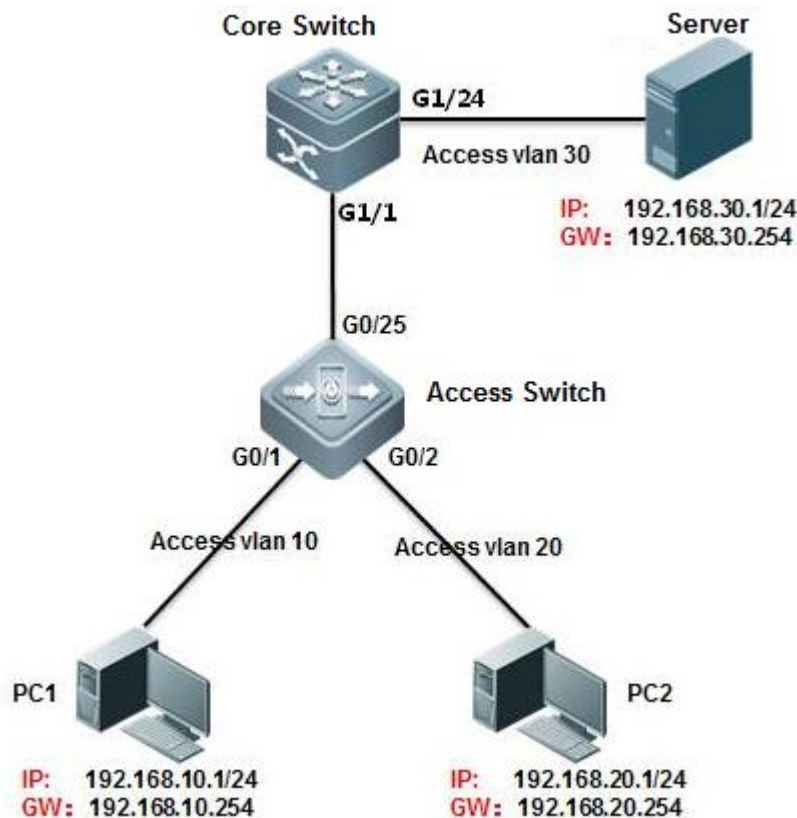 Core Switch
Server
G1/24
Access vlan 30
IP: 192.168.30.1/24
GW：192.168.30.254
G1/1
G0/25
Access Switch
G0/1
G0/2
Access vlan 10
Access vlan 20
PC1
PC2
IP: 192.168.10.1/24
GW：192.168.10.254
IP: 192.168.20.1/24
GW：192.168.20.254